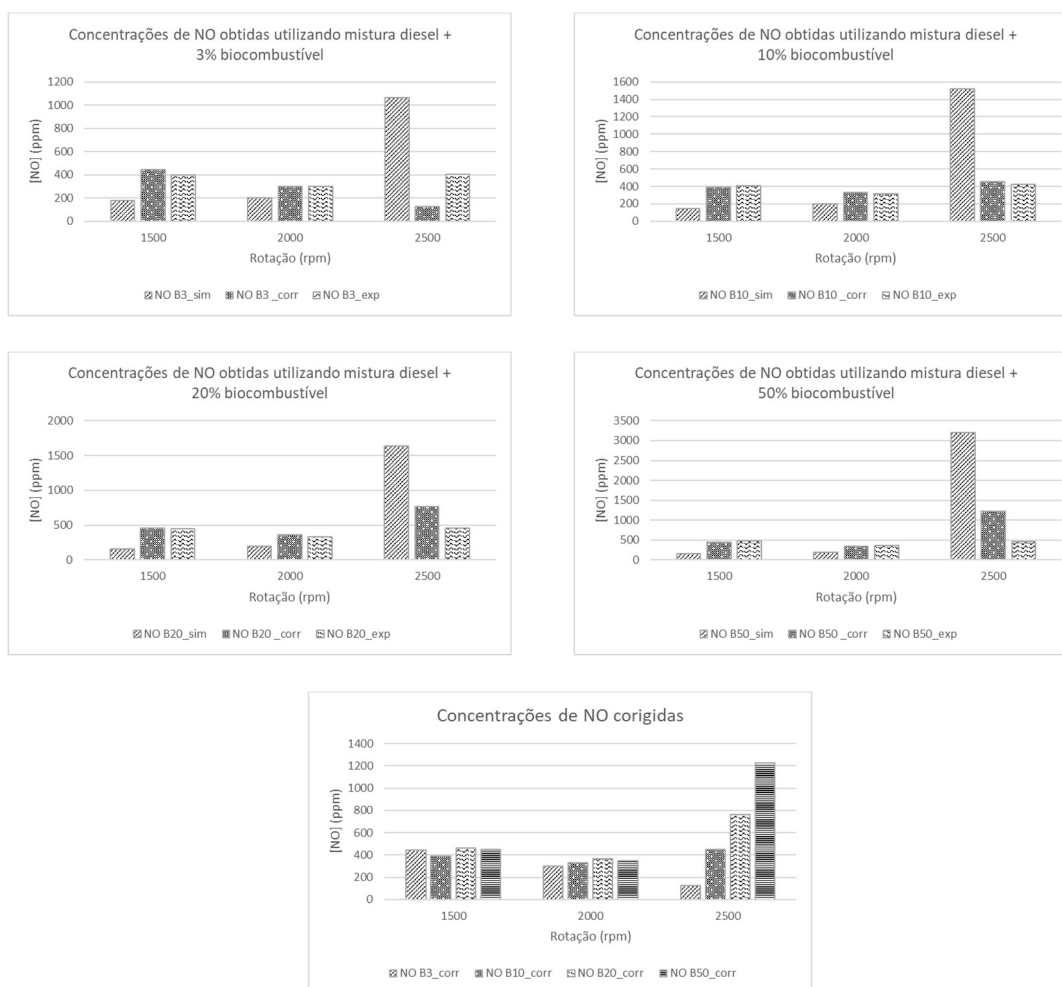 Concentrações de NO obtidas utilizando mistura diesel +
3% biocombustível
[NO] (ppm)
1200
1000
800
600
400
200
0
1500
2000
2500
Rotação (rpm)
NO B3_sim
NO B3 _corr
NO B3_exp
Concentrações de NO obtidas utilizando mistura diesel +
10% biocombustível
[NO] (ppm)
1600
1400
1200
1000
800
600
400
200
0
1500
2000
2500
Rotação (rpm)
NO B10_sim
NO B10 _corr
NO B10_exp
Concentrações de NO obtidas utilizando mistura diesel +
20% biocombustível
[NO] (ppm)
2000
1500
1000
500
0
1500
2000
2500
Rotação (rpm)
NO B20_sim
NO B20 _corr
NO B20_exp
Concentrações de NO obtidas utilizando mistura diesel +
50% biocombustível
[NO] (ppm)
3500
3000
2500
2000
1500
1000
500
0
1500
2000
2500
Rotação (rpm)
NO B50_sim
NO B50 _corr
NO B50_exp
Concentrações de NO corigidas
[NO] (ppm)
1400
1200
1000
800
600
400
200
0
1500
2000
2500
Rotação (rpm)
NO B3_corr
NO B10_corr
NO B20_corr
NO B50_corr